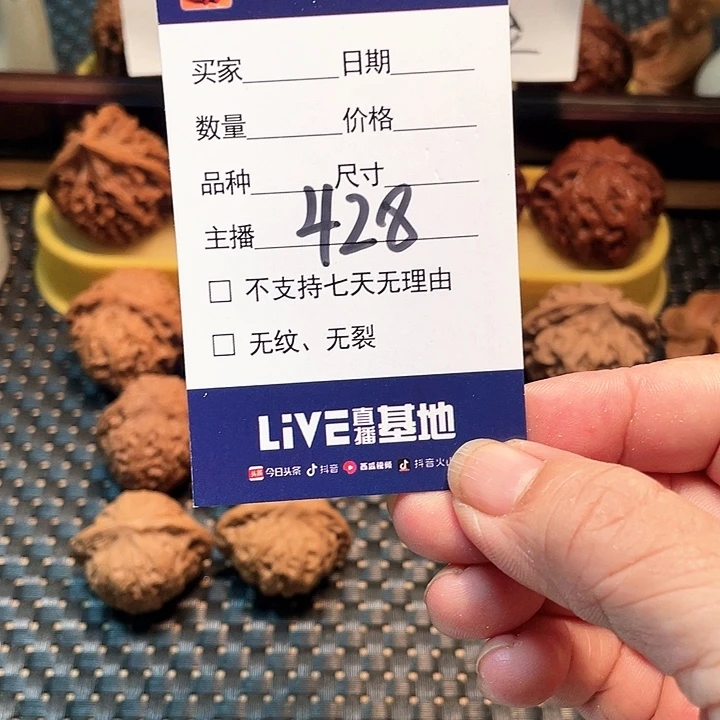 买家 日期
数量 价格
品种 尺寸
428
主播
□ 不支持七天无理由
□ 无纹、无裂
LiVE直播基地
今日头条 抖音 西瓜视频 抖音火山